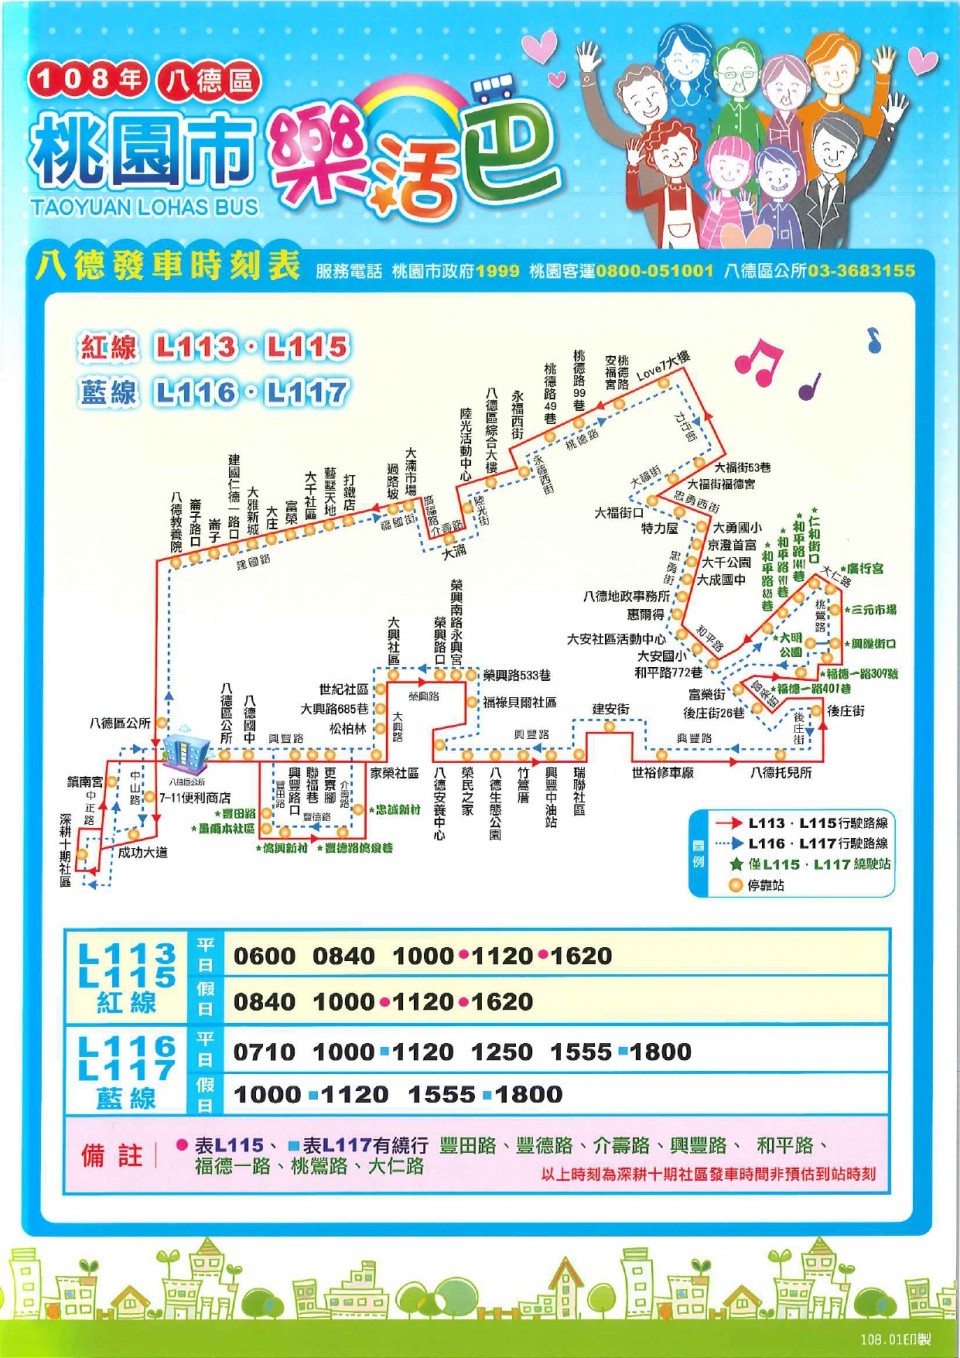 108年 八德區
桃園市樂活巴
TAOYUAN LOHAS BUS
八德發車時刻表 服務電話 桃園市政府1999 桃園客運0800-051001 八德區公所03-3683155
紅線 L113・L115
藍線 L116・L117
Love7大樓
桃德路安福宮
桃德路99巷
桃德路49巷
永福西街
八德區綜合大樓
陸光活動中心
大湳市場
過路坡
打鐵店
藝墅天地
大千社區
富榮
大庄
大雅新城
建國仁德一路口
崙子
崙子路口
八德教養院
建國路
福國街
廣福路
介壽路
大湳
陸光街
永福西街
桃德路
力行街
大福街
大福街53巷
大福街福德宮
大福街口
忠勇西街
特力屋
大勇國小
京澄首富
大千公園
大成國中
忠勇街
八德地政事務所
惠爾得
大安社區活動中心
大安國小
和平路772巷
和平路
★仁和街口
大仁路
★廣行宮
★三元市場
桃鶯路
★大明公園
★福德一路309號
★福德一路401巷
富榮街
後庄街26巷
後庄街
後庄街
八德托兒所
興豐路
世裕修車廠
建安街
瑞聯社區
興豐中油站
竹篙厝
八德生態公園
榮民之家
八德安養中心
興豐路
福祿貝爾社區
榮興路533巷
榮興南路永興宮
榮興路口
榮興路
大興社區
世紀社區
大興路685巷
松柏林
大興路
家榮社區
八德國中
八德區公所
興豐路
興豐路口
聯福巷
更寮腳
介壽路
豐田路
豐德路
★豐田路
★忠誠新村
八德區公所
八德區公所
鎮南宮
中正路
中山路
7-11便利商店
成功大道
深耕十期社區
圖例
L113・L115行駛路線
L116・L117行駛路線
★ 僅L115・L117繞駛站
停靠站
L113 L115 紅線
平日 0600 0840 1000 •1120 •1620
假日 0840 1000 •1120 •1620
L116 L117 藍線
平日 0710 1000 ■1120 1250 1555 ■1800
假日 1000 ■1120 1555 ■1800
備註
●表L115、■表L117有繞行 豐田路、豐德路、介壽路、興豐路、 和平路、
福德一路、桃鶯路、大仁路
以上時刻為深耕十期社區發車時間非預估到站時刻
108.01印製